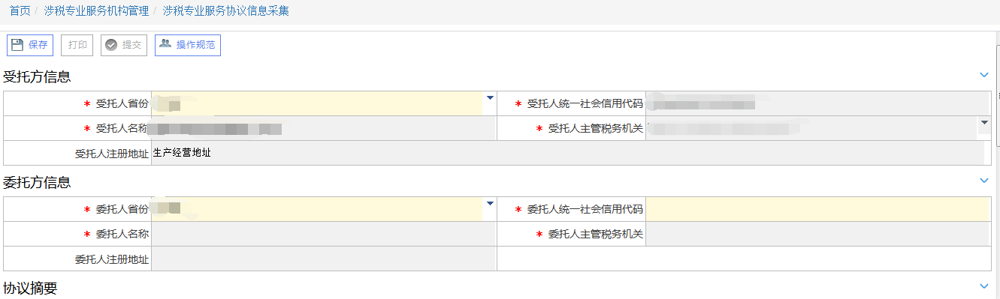 首页 / 涉税专业服务机构管理 / 涉税专业服务协议信息采集
保存 打印 提交 操作规范
受托方信息
* 受托人省份 * 受托人统一社会信用代码
* 受托人名称 * 受托人主管税务机关
受托人注册地址 生产经营地址
委托方信息
* 委托人省份 * 委托人统一社会信用代码
* 委托人名称 * 委托人主管税务机关
委托人注册地址
协议摘要